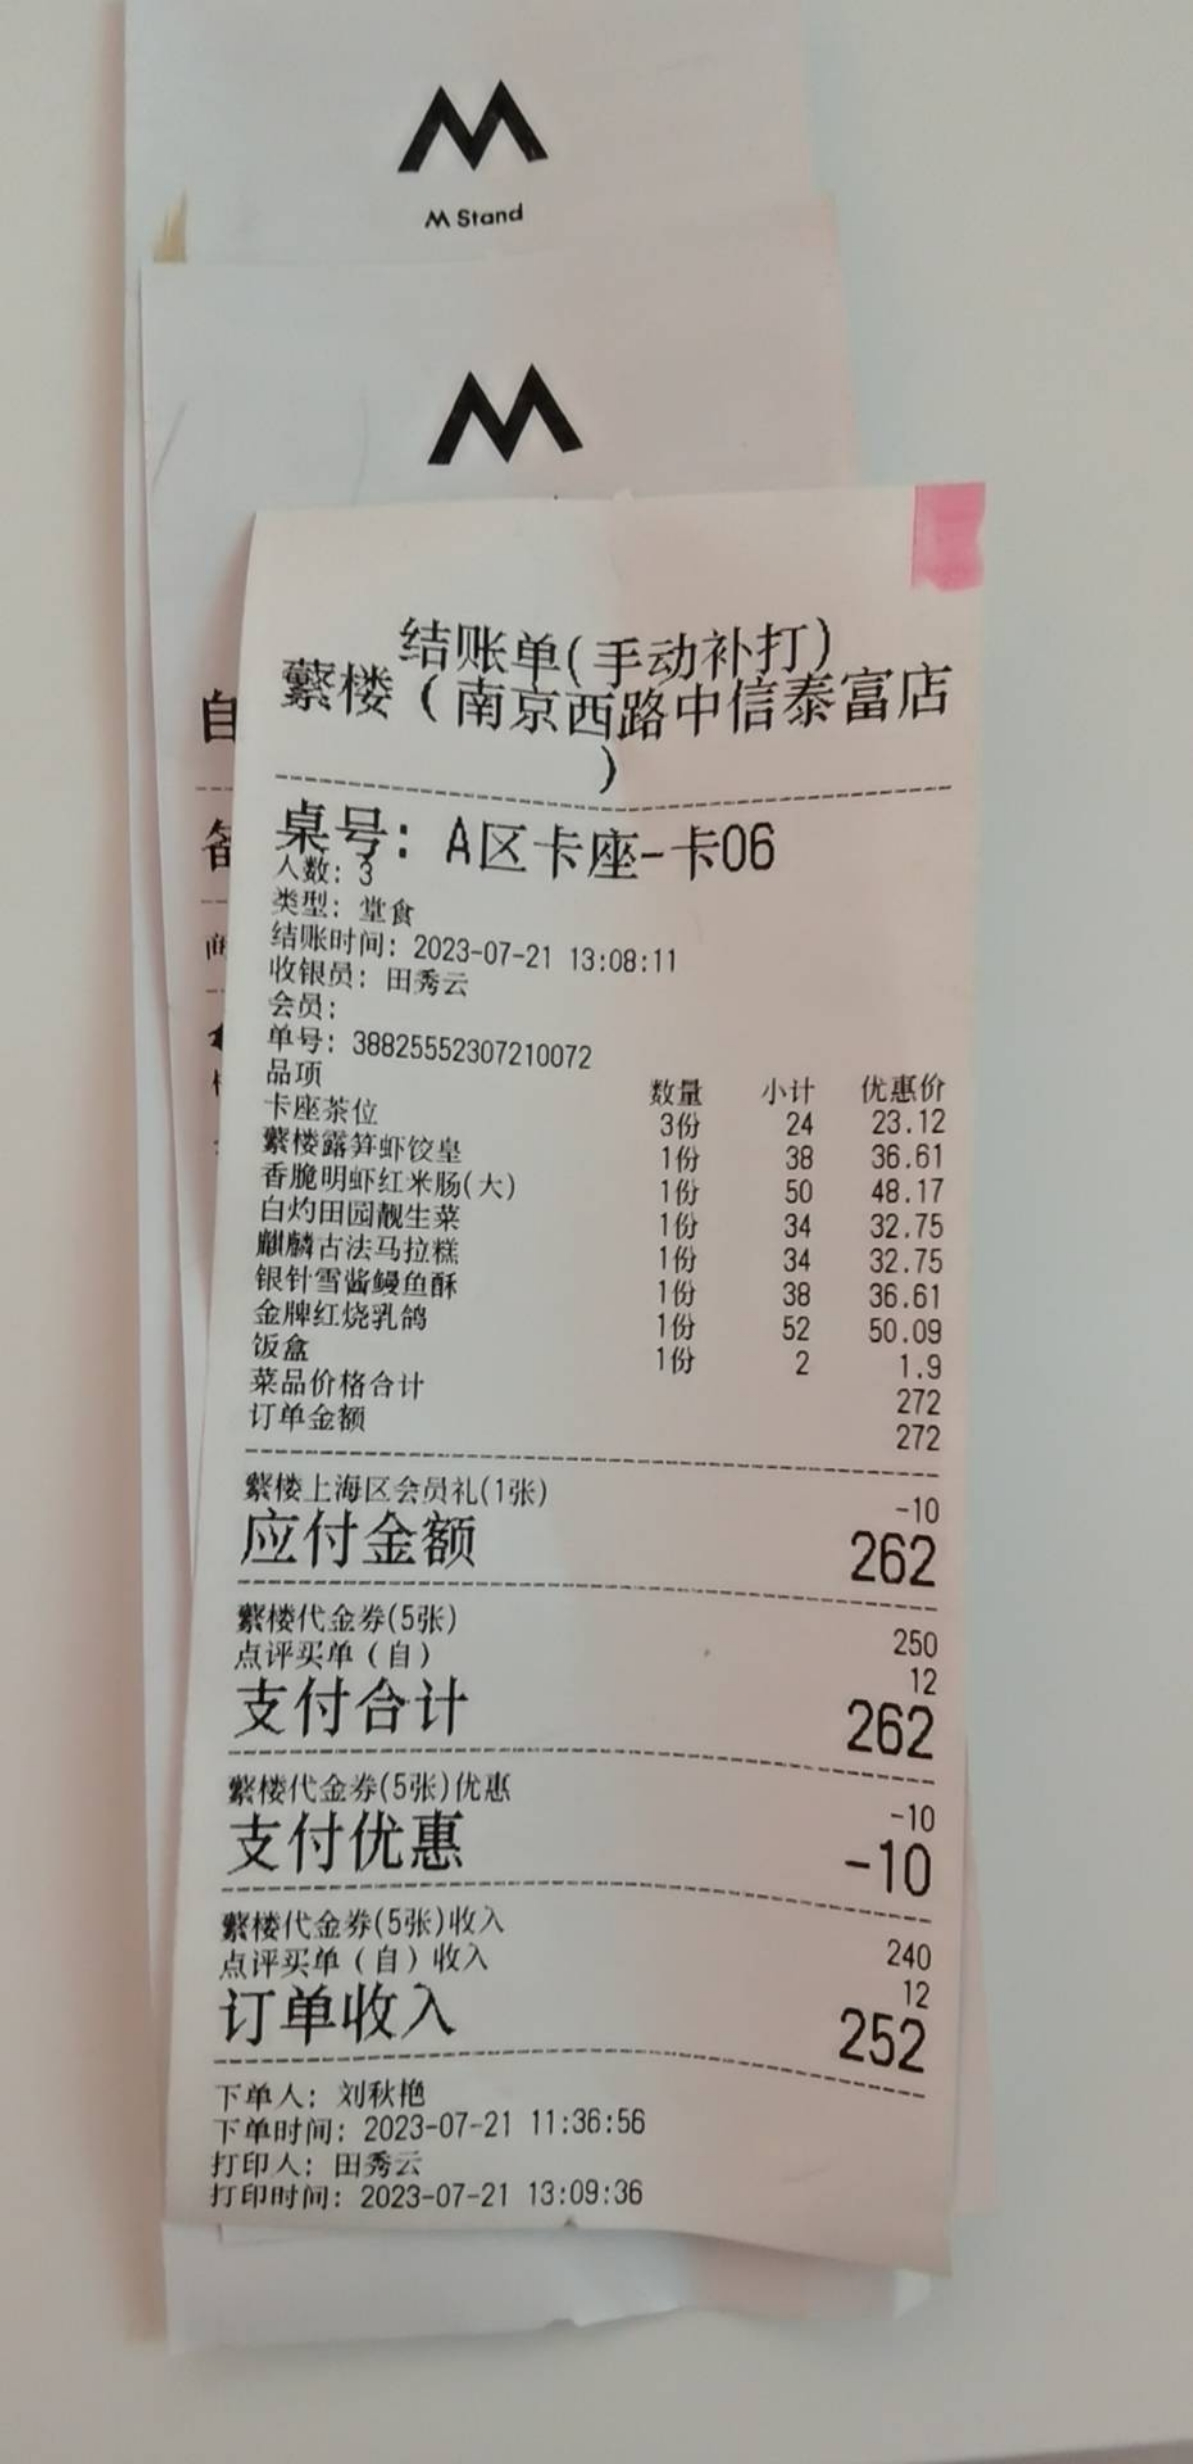 M Stand
结账单(手动补打)
蘩楼（南京西路中信泰富店
）
桌号: A区卡座-卡06
人数: 3
类型: 堂食
结账时间: 2023-07-21 13:08:11
收银员: 田秀云
会员:
单号: 38825552307210072
品项 数量 小计 优惠价
卡座茶位 3份 24 23.12
蘩楼露笋虾饺皇 1份 38 36.61
香脆明虾红米肠(大) 1份 50 48.17
白灼田园靓生菜 1份 34 32.75
麒麟古法马拉糕 1份 34 32.75
银针雪酱鳗鱼酥 1份 38 36.61
金牌红烧乳鸽 1份 52 50.09
饭盒 1份 2 1.9
菜品价格合计 272
订单金额 272
蘩楼上海区会员礼(1张) -10
应付金额 262
蘩楼代金券(5张) 250
点评买单（自） 12
支付合计 262
蘩楼代金券(5张)优惠 -10
支付优惠 -10
蘩楼代金券(5张)收入 240
点评买单（自）收入 12
订单收入 252
下单人: 刘秋艳
下单时间: 2023-07-21 11:36:56
打印人: 田秀云
打印时间: 2023-07-21 13:09:36